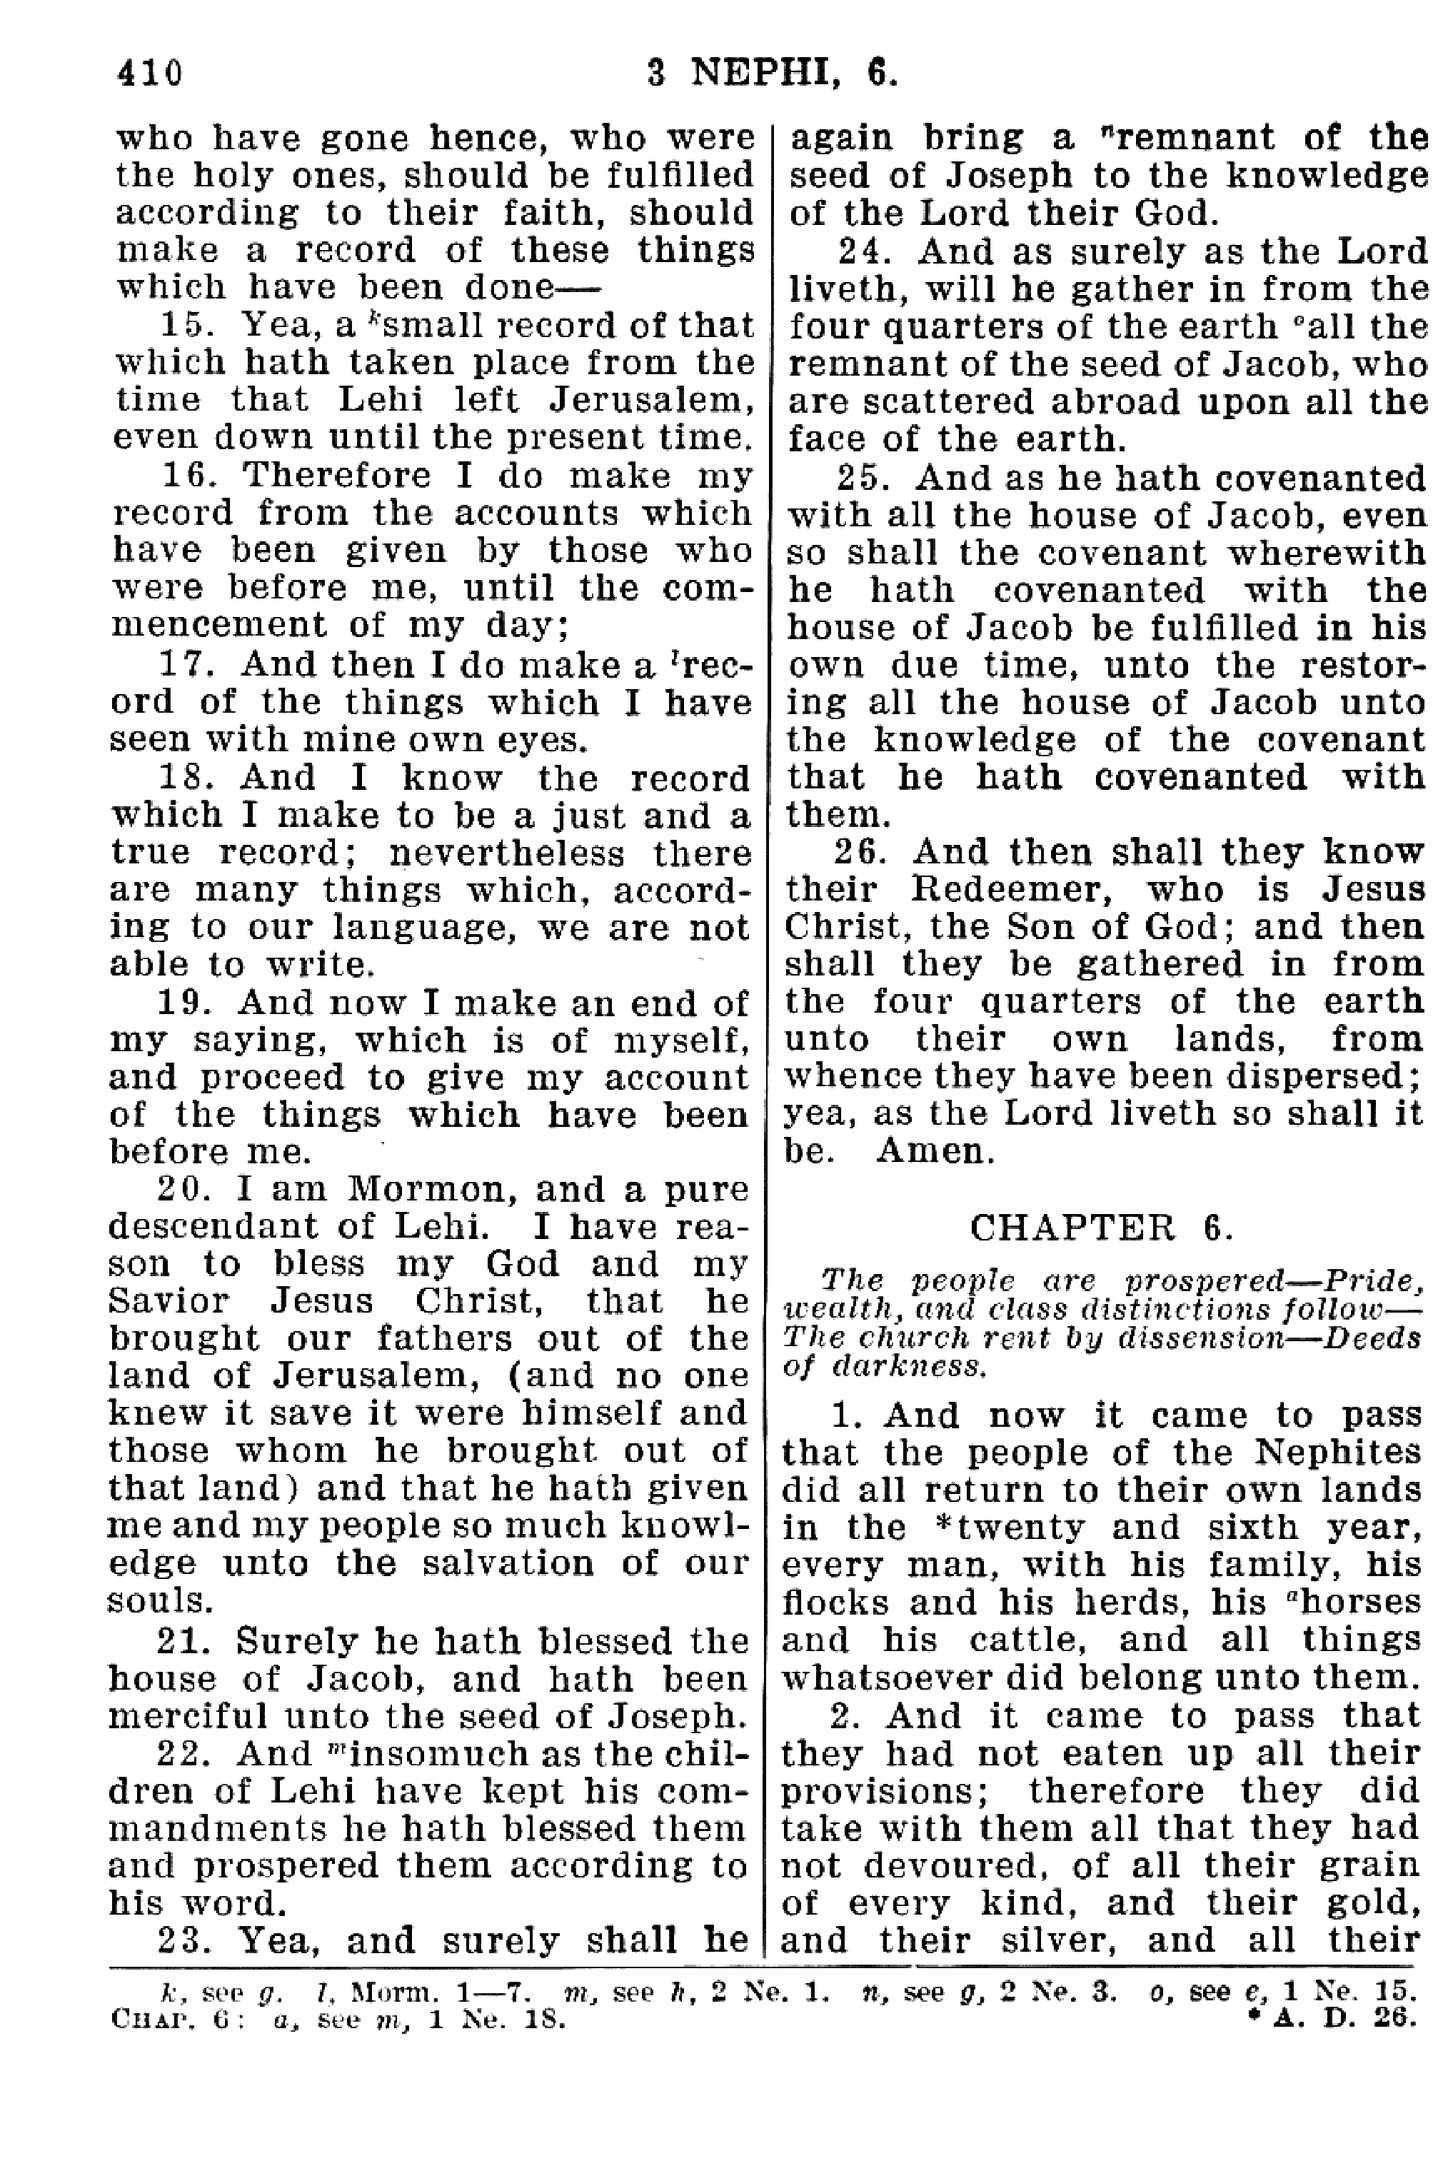 410
3 NEPHI, 6.
who have gone hence, who were
the holy ones, should be fulfilled
according to their faith, should
make a record of these things
which have been done—
15. Yea, a ksmall record of that
which hath taken place from the
time that Lehi left Jerusalem,
even down until the present time.
16. Therefore I do make my
record from the accounts which
have been given by those who
were before me, until the com-
mencement of my day;
17. And then I do make a lrec-
ord of the things which I have
seen with mine own eyes.
18. And I know the record
which I make to be a just and a
true record; nevertheless there
are many things which, accord-
ing to our language, we are not
able to write.
19. And now I make an end of
my saying, which is of myself,
and proceed to give my account
of the things which have been
before me.
20. I am Mormon, and a pure
descendant of Lehi. I have rea-
son to bless my God and my
Savior Jesus Christ, that he
brought our fathers out of the
land of Jerusalem, (and no one
knew it save it were himself and
those whom he brought out of
that land) and that he hath given
me and my people so much knowl-
edge unto the salvation of our
souls.
21. Surely he hath blessed the
house of Jacob, and hath been
merciful unto the seed of Joseph.
22. And minsomuch as the chil-
dren of Lehi have kept his com-
mandments he hath blessed them
and prospered them according to
his word.
23. Yea, and surely shall he
again bring a nremnant of the
seed of Joseph to the knowledge
of the Lord their God.
24. And as surely as the Lord
liveth, will he gather in from the
four quarters of the earth oall the
remnant of the seed of Jacob, who
are scattered abroad upon all the
face of the earth.
25. And as he hath covenanted
with all the house of Jacob, even
so shall the covenant wherewith
he hath covenanted with the
house of Jacob be fulfilled in his
own due time, unto the restor-
ing all the house of Jacob unto
the knowledge of the covenant
that he hath covenanted with
them.
26. And then shall they know
their Redeemer, who is Jesus
Christ, the Son of God; and then
shall they be gathered in from
the four quarters of the earth
unto their own lands, from
whence they have been dispersed;
yea, as the Lord liveth so shall it
be. Amen.
CHAPTER 6.
The people are prospered—Pride,
wealth, and class distinctions follow—
The church rent by dissension—Deeds
of darkness.
1. And now it came to pass
that the people of the Nephites
did all return to their own lands
in the *twenty and sixth year,
every man, with his family, his
flocks and his herds, his ahorses
and his cattle, and all things
whatsoever did belong unto them.
2. And it came to pass that
they had not eaten up all their
provisions; therefore they did
take with them all that they had
not devoured, of all their grain
of every kind, and their gold,
and their silver, and all their
k, see g. l, Morm. 1—7. m, see h, 2 Ne. 1. n, see g, 2 Ne. 3. o, see e, 1 Ne. 15.
CHAP. 6: a, see m, 1 Ne. 18. * A. D. 26.